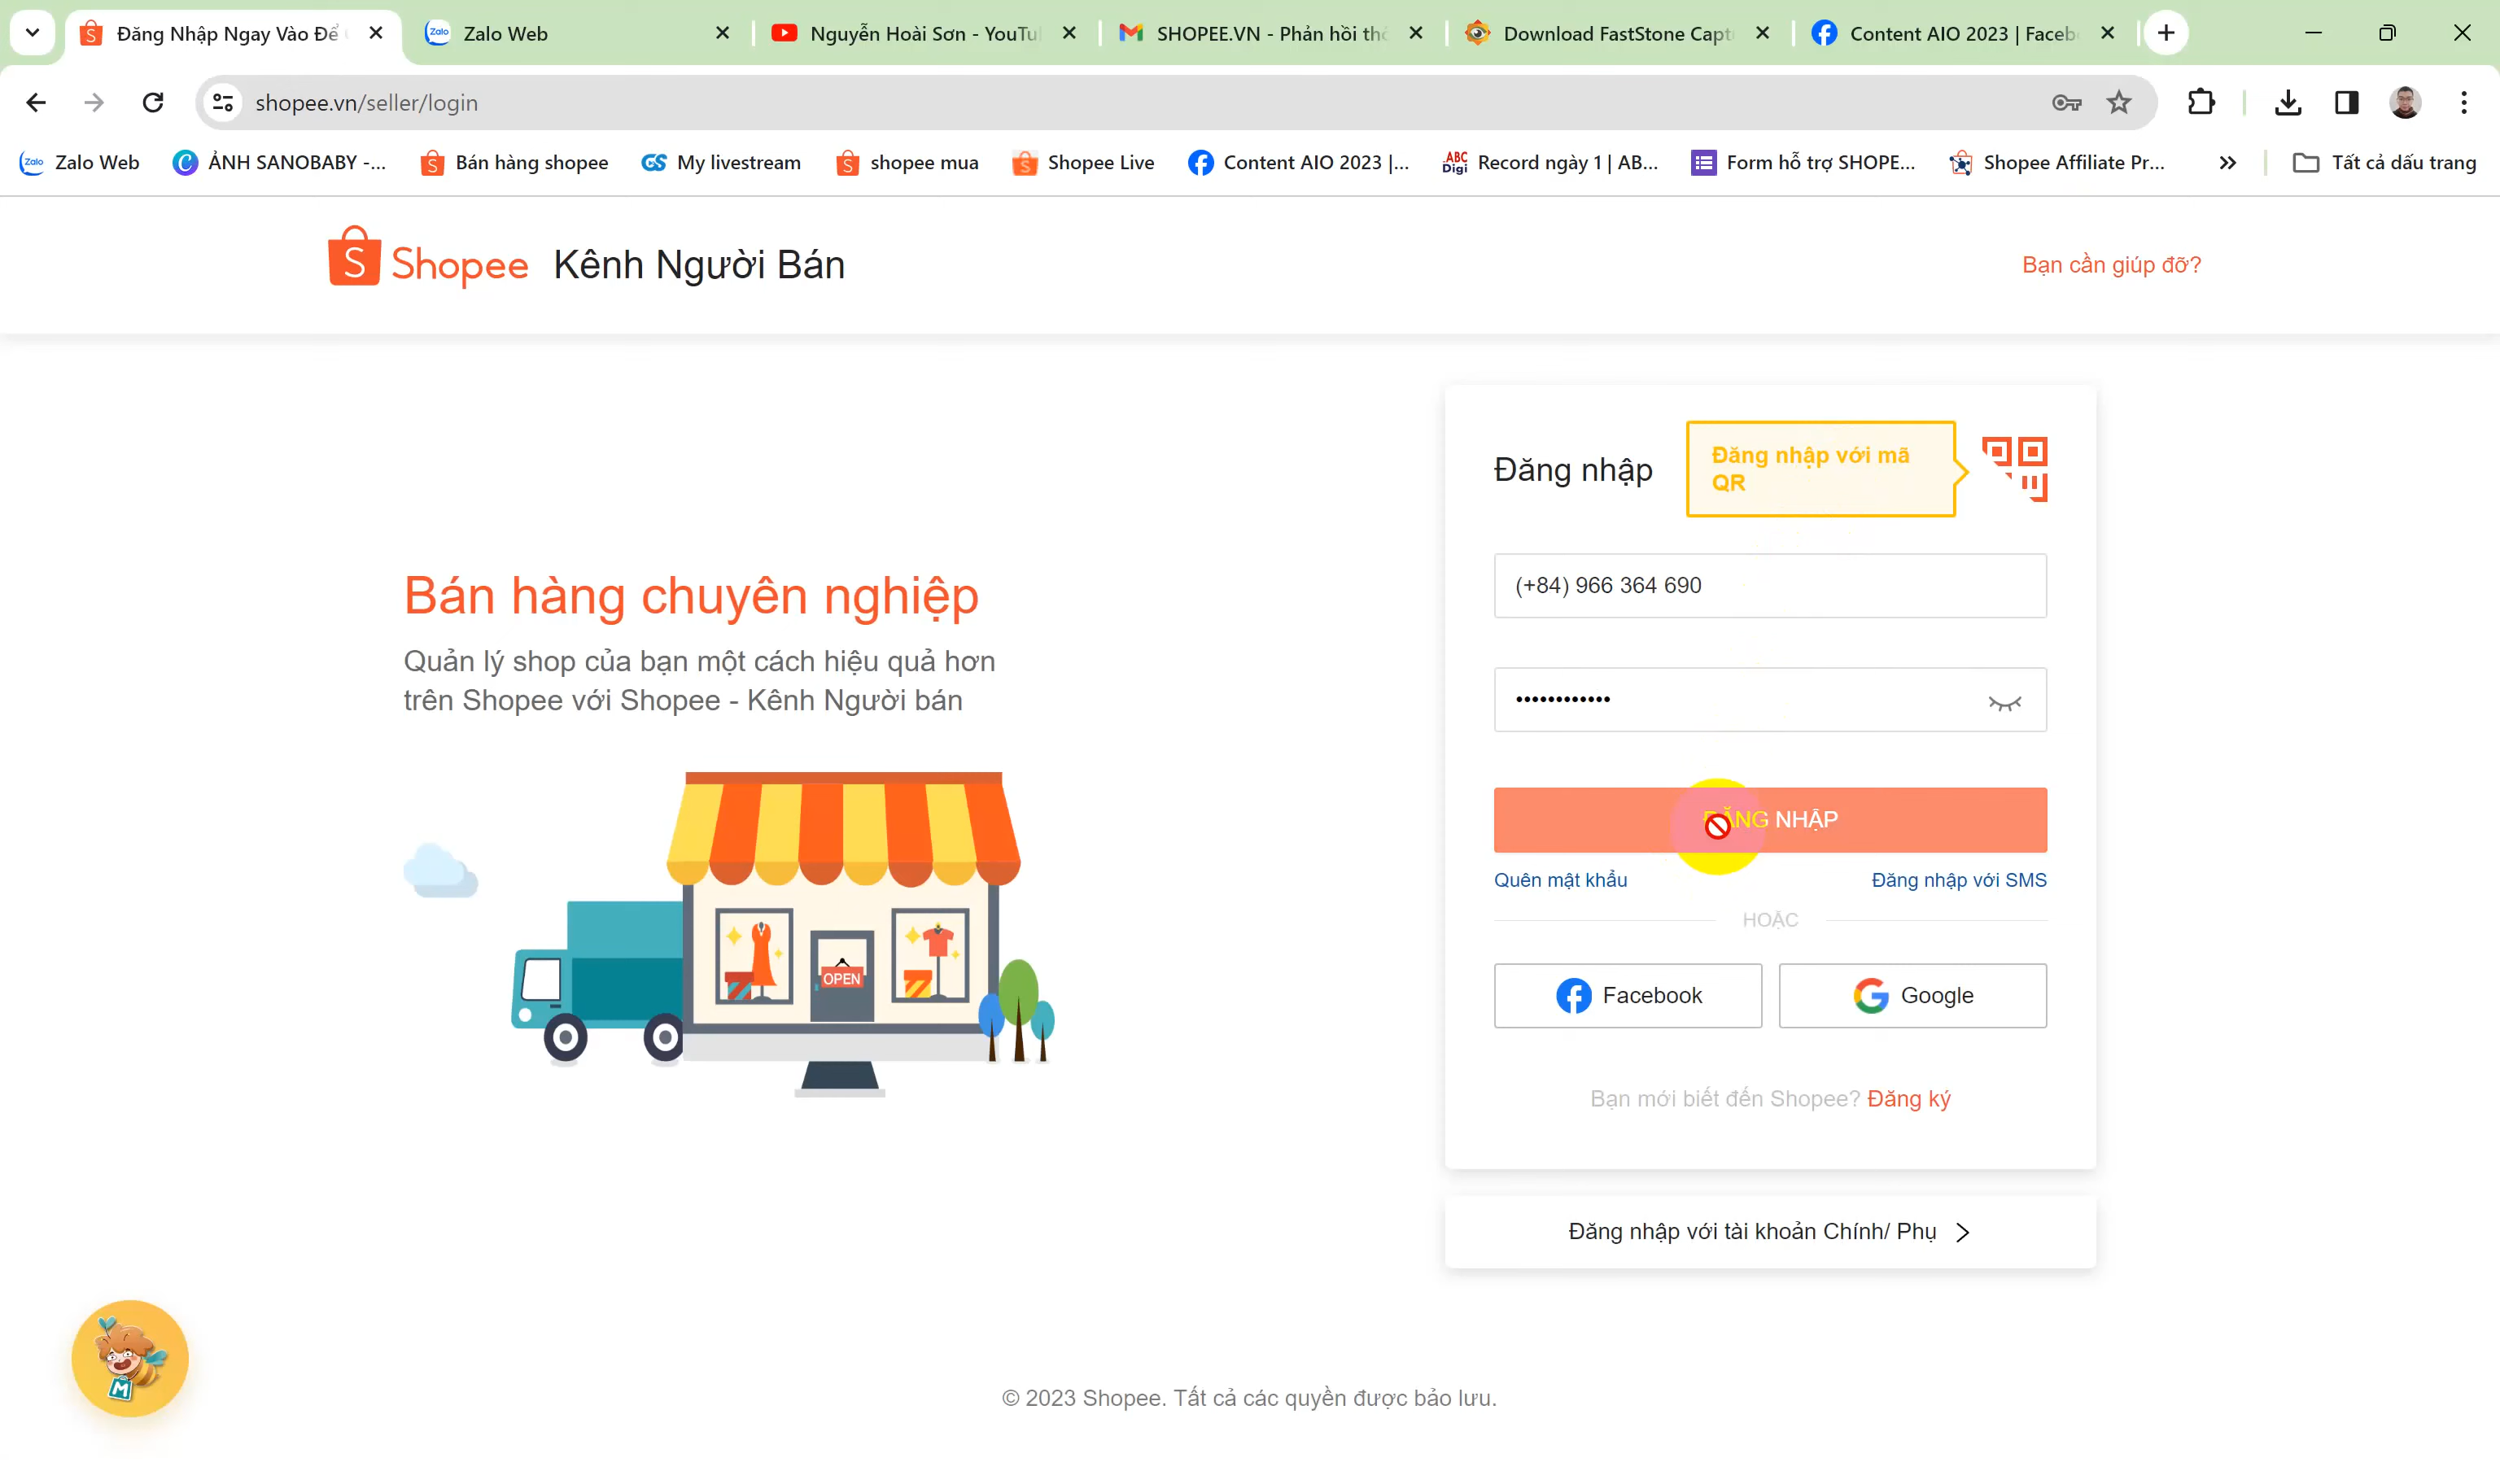 Đăng Nhập Ngay Vào Để
Zalo Web
Nguyễn Hoài Sơn - YouTu
SHOPEE.VN - Phản hồi th
Download FastStone Capt
Content AIO 2023 | Faceb
shopee.vn/seller/login
Zalo Web
ẢNH SANOBABY -...
Bán hàng shopee
My livestream
shopee mua
Shopee Live
Content AIO 2023 |...
Record ngày 1 | AB...
Form hỗ trợ SHOPE...
Shopee Affiliate Pr...
Tất cả dấu trang
Shopee Kênh Người Bán
Bạn cần giúp đỡ?
Đăng nhập
Đăng nhập với mã
QR
(+84) 966 364 690
Bán hàng chuyên nghiệp
Quản lý shop của bạn một cách hiệu quả hơn
trên Shopee với Shopee - Kênh Người bán
••••••••••••
ĐĂNG NHẬP
Quên mật khẩu
Đăng nhập với SMS
HOẶC
OPEN
Facebook
Google
Bạn mới biết đến Shopee? Đăng ký
Đăng nhập với tài khoản Chính/ Phụ
© 2023 Shopee. Tất cả các quyền được bảo lưu.